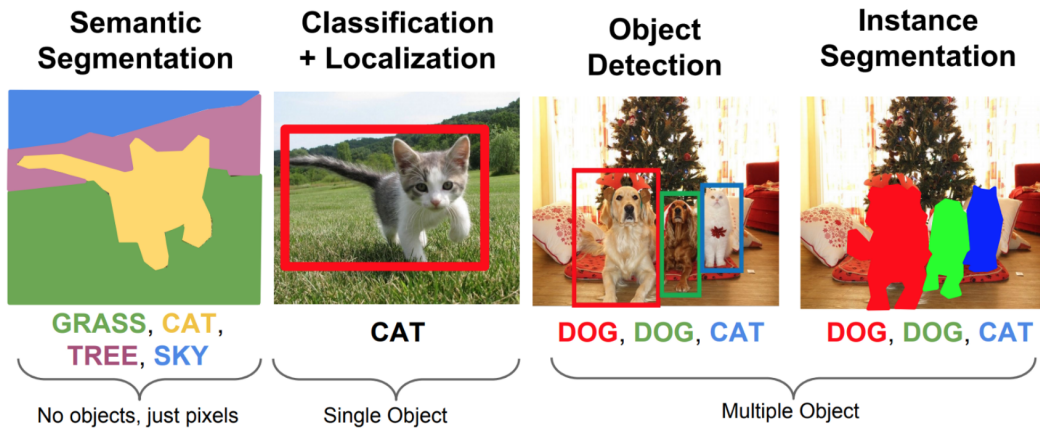 Semantic
Segmentation
Classification
+ Localization
Object
Detection
Instance
Segmentation
GRASS, CAT,
TREE, SKY
CAT
DOG, DOG, CAT
DOG, DOG, CAT
No objects, just pixels
Single Object
Multiple Object